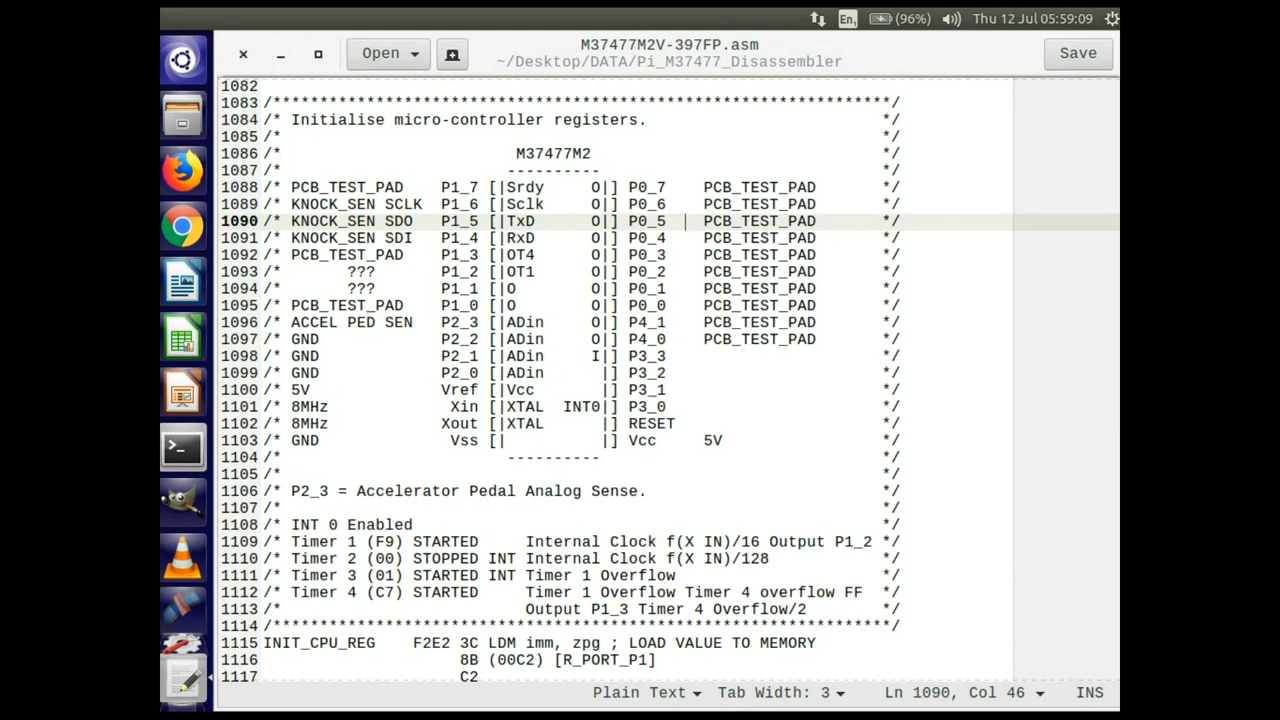 En₁ (96%) Thu 12 Jul 05:59:09
Open M37477M2V-397FP.asm Save
~/Desktop/DATA/Pi_M37477_Disassembler
1082
1083 /******************************************************************/
1084 /* Initialise micro-controller registers. */
1085 /* */
1086 /* M37477M2 */
1087 /* ---------- */
1088 /* PCB_TEST_PAD P1_7 [|Srdy O|] P0_7 PCB_TEST_PAD */
1089 /* KNOCK_SEN SCLK P1_6 [|Sclk O|] P0_6 PCB_TEST_PAD */
1090 /* KNOCK_SEN SDO P1_5 [|TxD O|] P0_5 PCB_TEST_PAD */
1091 /* KNOCK_SEN SDI P1_4 [|RxD O|] P0_4 PCB_TEST_PAD */
1092 /* PCB_TEST_PAD P1_3 [|OT4 O|] P0_3 PCB_TEST_PAD */
1093 /* ??? P1_2 [|OT1 O|] P0_2 PCB_TEST_PAD */
1094 /* ??? P1_1 [|O O|] P0_1 PCB_TEST_PAD */
1095 /* PCB_TEST_PAD P1_0 [|O O|] P0_0 PCB_TEST_PAD */
1096 /* ACCEL PED SEN P2_3 [|ADin O|] P4_1 PCB_TEST_PAD */
1097 /* GND P2_2 [|ADin O|] P4_0 PCB_TEST_PAD */
1098 /* GND P2_1 [|ADin I|] P3_3 */
1099 /* GND P2_0 [|ADin |] P3_2 */
1100 /* 5V Vref [|Vcc |] P3_1 */
1101 /* 8MHz Xin [|XTAL INT0|] P3_0 */
1102 /* 8MHz Xout [|XTAL |] RESET */
1103 /* GND Vss [| |] Vcc 5V */
1104 /* ---------- */
1105 /* */
1106 /* P2_3 = Accelerator Pedal Analog Sense. */
1107 /* */
1108 /* INT 0 Enabled */
1109 /* Timer 1 (F9) STARTED Internal Clock f(X IN)/16 Output P1_2 */
1110 /* Timer 2 (00) STOPPED INT Internal Clock f(X IN)/128 */
1111 /* Timer 3 (01) STARTED INT Timer 1 Overflow */
1112 /* Timer 4 (C7) STARTED Timer 1 Overflow Timer 4 overflow FF */
1113 /* Output P1_3 Timer 4 Overflow/2 */
1114 /******************************************************************/
1115 INIT_CPU_REG F2E2 3C LDM imm, zpg ; LOAD VALUE TO MEMORY
1116 8B (00C2) [R_PORT_P1]
1117 C2
Plain Text Tab Width: 3 Ln 1090, Col 46 INS